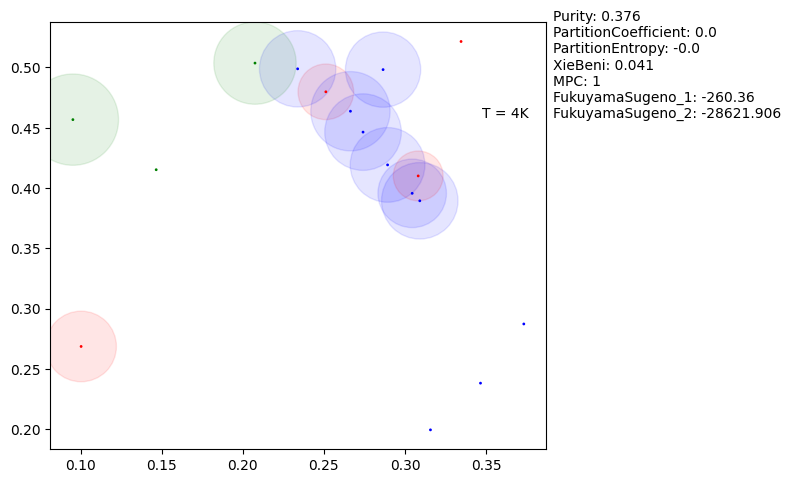 Purity: 0.376
PartitionCoefficient: 0.0
PartitionEntropy: -0.0
XieBeni: 0.041
MPC: 1
FukuyamaSugeno_1: -260.36
FukuyamaSugeno_2: -28621.906
T = 4K
0.50
0.45
0.40
0.35
0.30
0.25
0.20
0.10 0.15 0.20 0.25 0.30 0.35